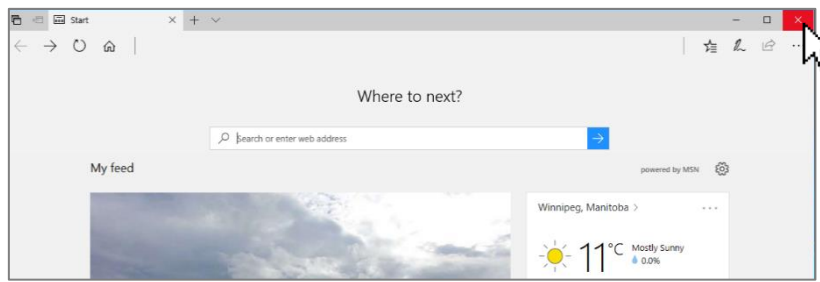 Start
Where to next?
Search or enter web address
My feed
powered by MSN
Winnipeg, Manitoba >
11°C Mostly Sunny
0.0%